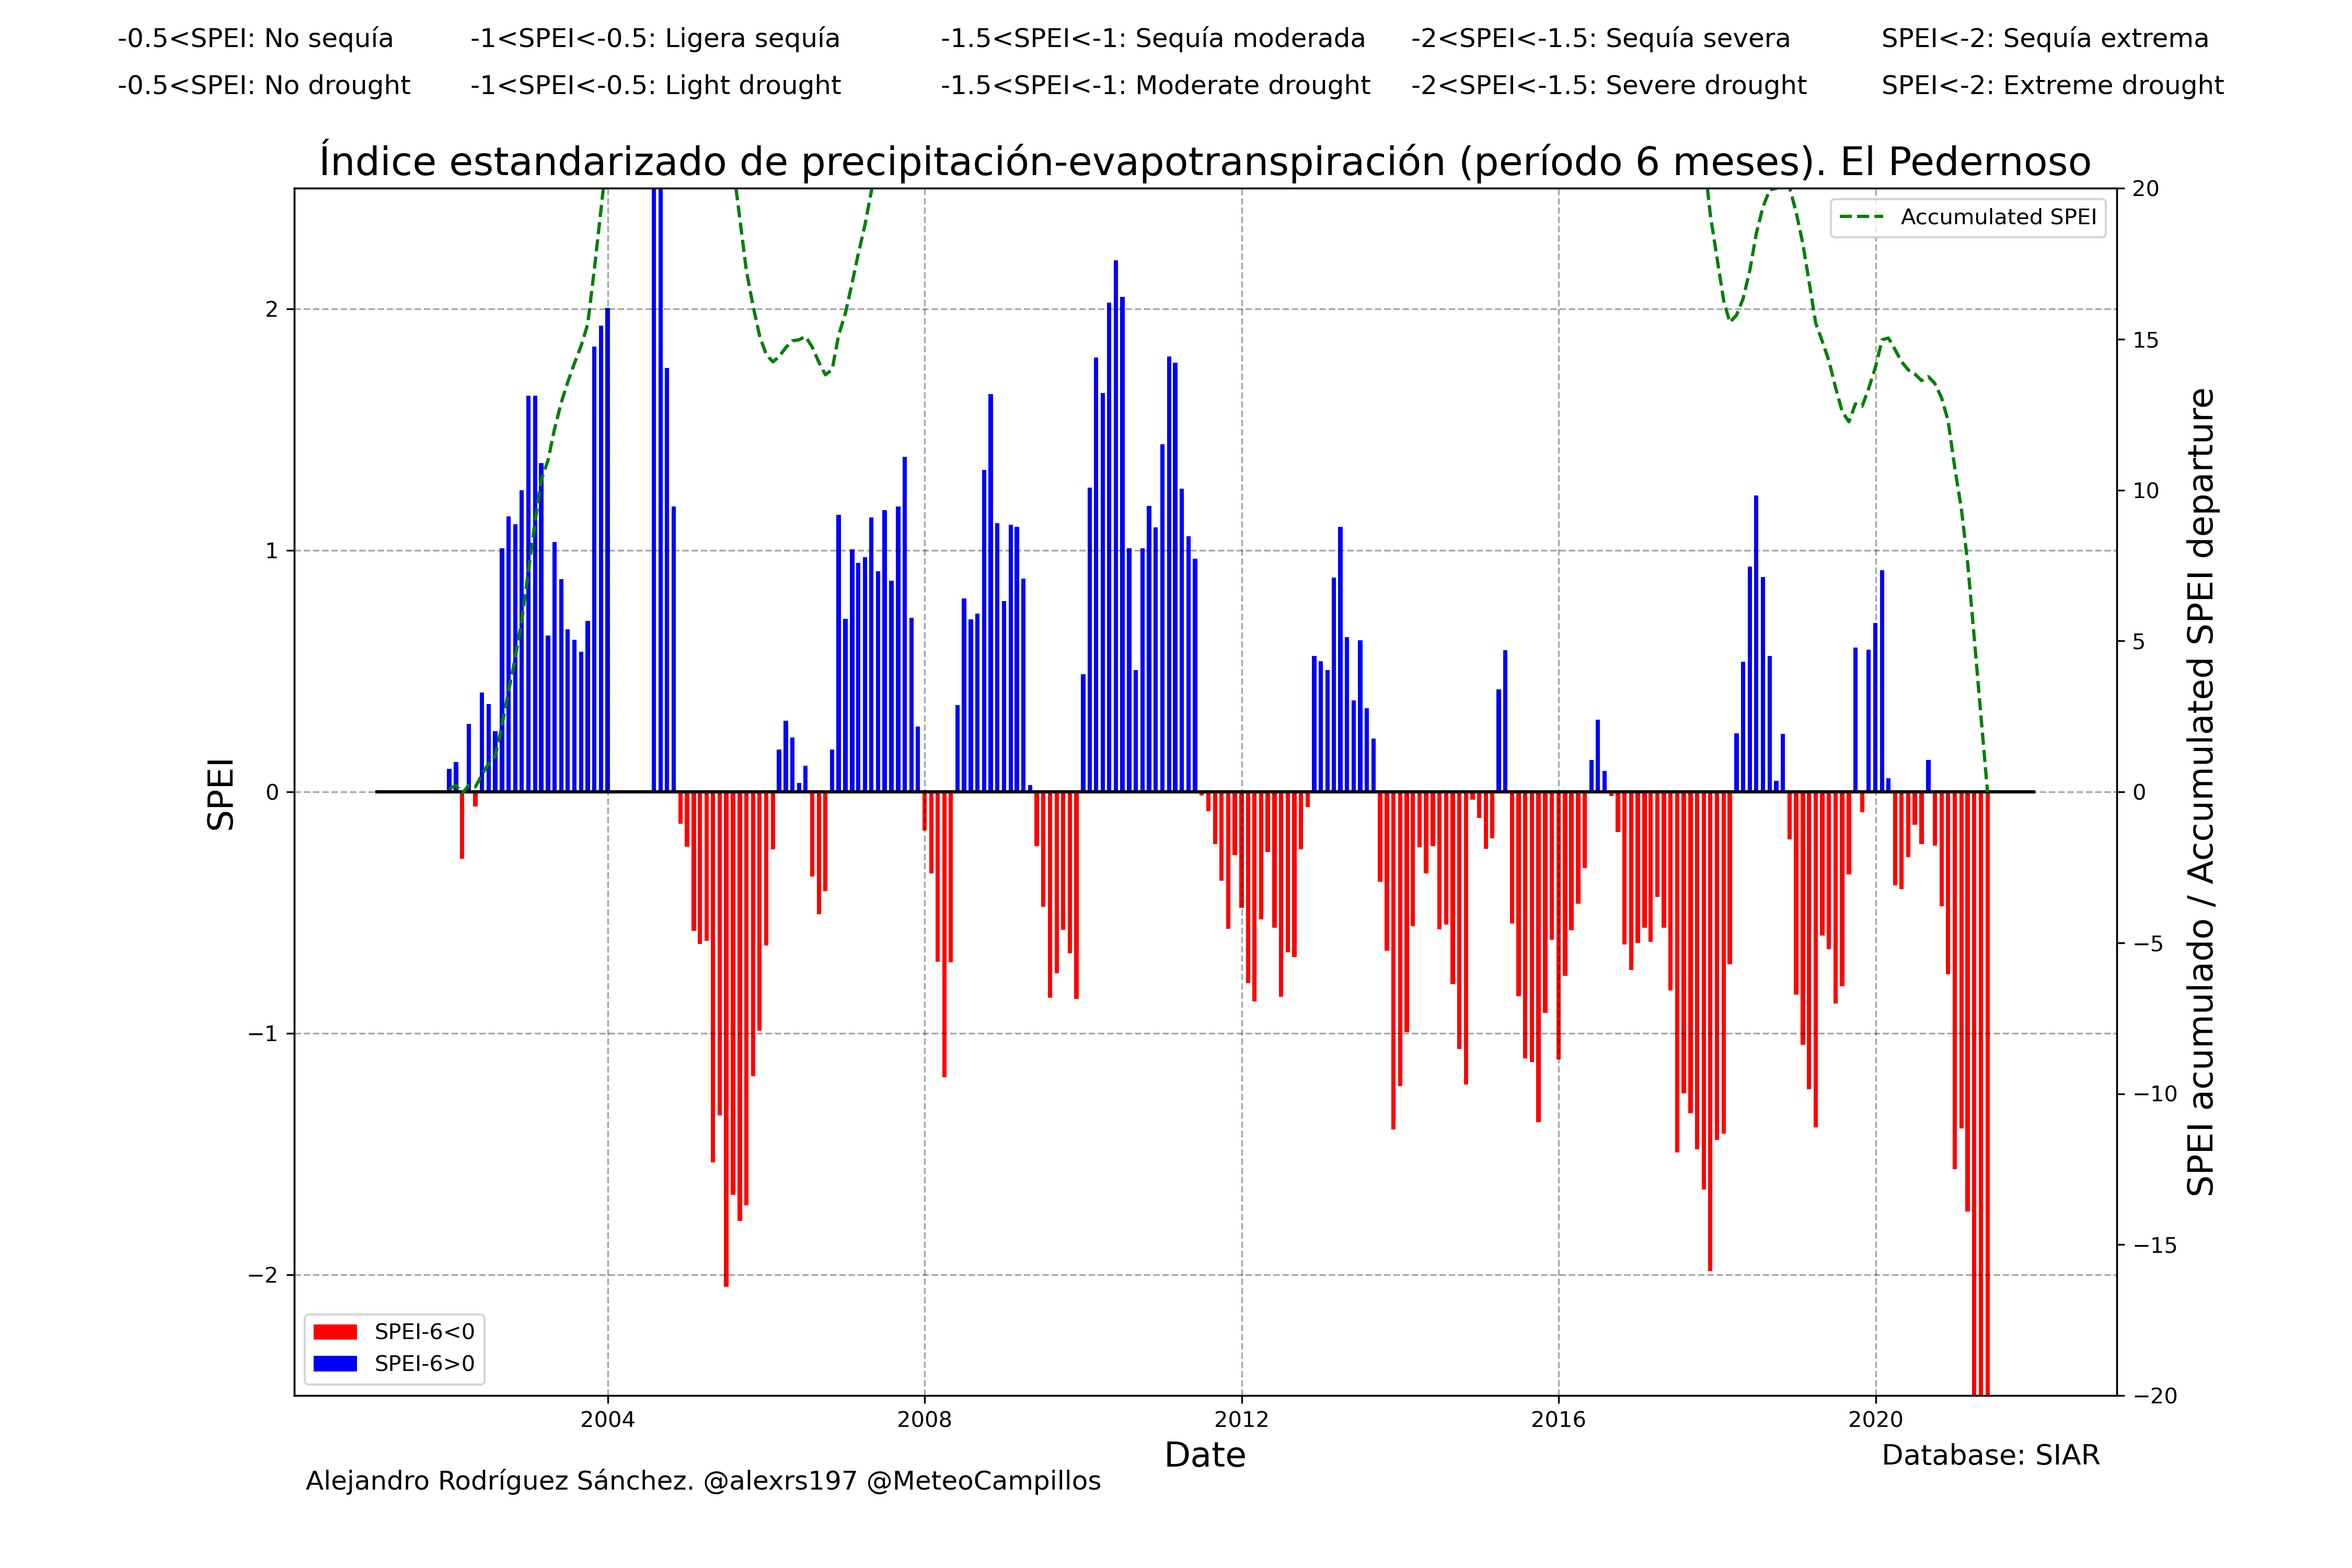 -0.5<SPEI: No sequía -1<SPEI<-0.5: Ligera sequía -1.5<SPEI<-1: Sequía moderada -2<SPEI<-1.5: Sequía severa SPEI<-2: Sequía extrema
-0.5<SPEI: No drought -1<SPEI<-0.5: Light drought -1.5<SPEI<-1: Moderate drought -2<SPEI<-1.5: Severe drought SPEI<-2: Extreme drought
Índice estandarizado de precipitación-evapotranspiración (período 6 meses). El Pedernoso
Accumulated SPEI
SPEI
2
1
0
−1
−2
20
15
10
5
0
−5
−10
−15
−20
SPEI acumulado / Accumulated SPEI departure
SPEI-6<0
SPEI-6>0
2004 2008 2012 2016 2020
Date
Database: SIAR
Alejandro Rodríguez Sánchez. @alexrs197 @MeteoCampillos